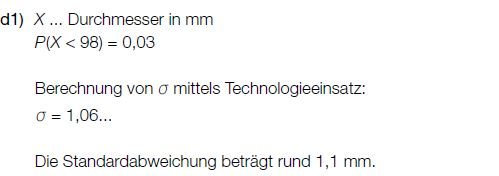 d1) X ... Durchmesser in mm
P(X < 98) = 0,03
Berechnung von σ mittels Technologieeinsatz:
σ = 1,06...
Die Standardabweichung beträgt rund 1,1 mm.